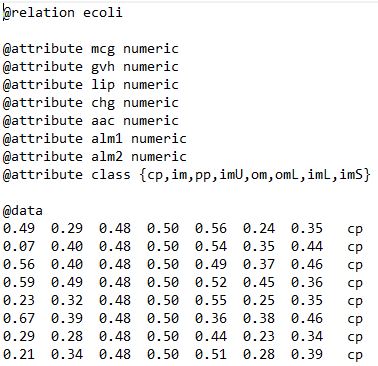 @relation ecoli
@attribute mcg numeric
@attribute gvh numeric
@attribute lip numeric
@attribute chg numeric
@attribute aac numeric
@attribute alm1 numeric
@attribute alm2 numeric
@attribute class {cp,im,pp,imU,om,omL,imL,imS}
@data
0.49 0.29 0.48 0.50 0.56 0.24 0.35 cp
0.07 0.40 0.48 0.50 0.54 0.35 0.44 cp
0.56 0.40 0.48 0.50 0.49 0.37 0.46 cp
0.59 0.49 0.48 0.50 0.52 0.45 0.36 cp
0.23 0.32 0.48 0.50 0.55 0.25 0.35 cp
0.67 0.39 0.48 0.50 0.36 0.38 0.46 cp
0.29 0.28 0.48 0.50 0.44 0.23 0.34 cp
0.21 0.34 0.48 0.50 0.51 0.28 0.39 cp